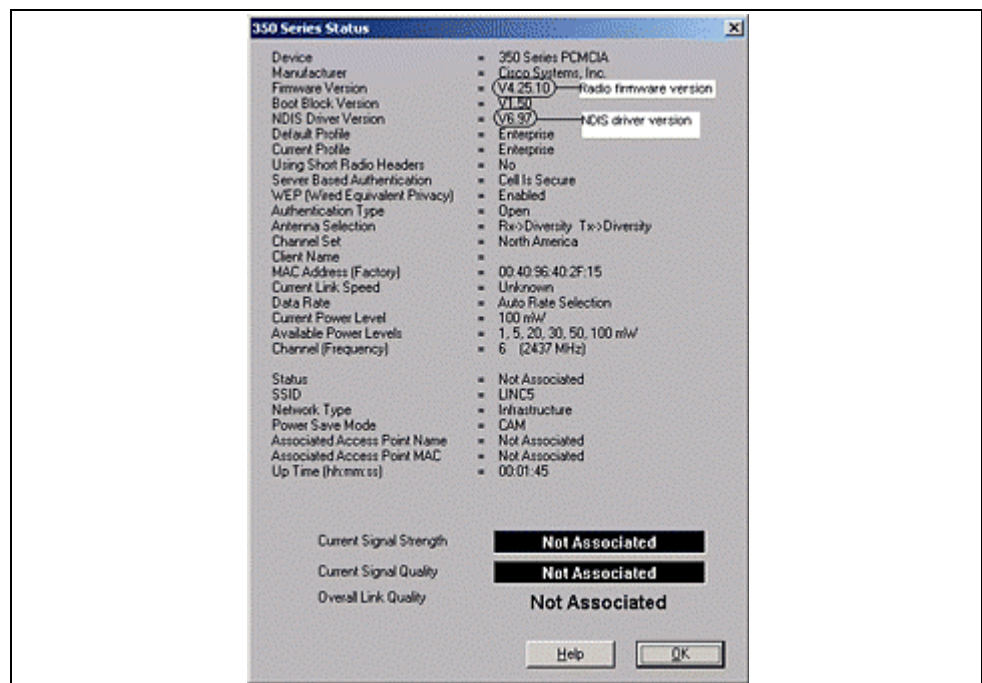 350 Series Status
Device = 350 Series PCMCIA
Manufacturer = Cisco Systems, Inc.
Firmware Version = V4.25.10 Radio firmware version
Boot Block Version = V1.50
NDIS Driver Version = V6.97 NDIS driver version
Default Profile = Enterprise
Current Profile = Enterprise
Using Short Radio Headers = No
Server Based Authentication = Cell Is Secure
WEP (Wired Equivalent Privacy) = Enabled
Authentication Type = Open
Antenna Selection = Rx->Diversity Tx->Diversity
Channel Set = North America
Client Name =
MAC Address (Factory) = 00:40:96:40:2F:15
Current Link Speed = Unknown
Data Rate = Auto Rate Selection
Current Power Level = 100 mW
Available Power Levels = 1, 5, 20, 30, 50, 100 mW
Channel (Frequency) = 6 (2437 MHz)
Status = Not Associated
SSID = LINC5
Network Type = Infrastructure
Power Save Mode = CAM
Associated Access Point Name = Not Associated
Associated Access Point MAC = Not Associated
Up Time (hh:mm:ss) = 00:01:45
Current Signal Strength Not Associated
Current Signal Quality Not Associated
Overall Link Quality Not Associated
Help OK